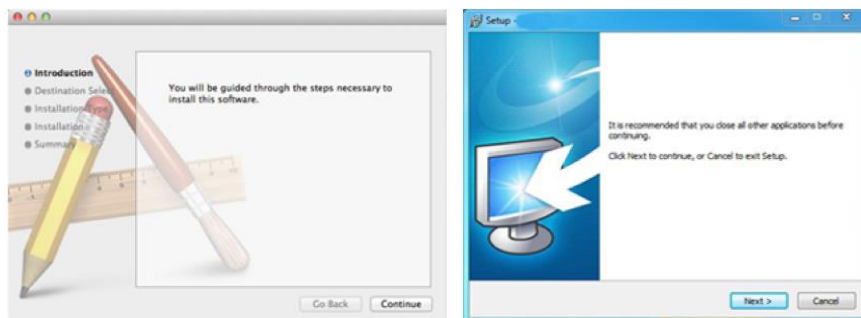 Introduction
Destination Select
Installation Type
Installation
Summary
You will be guided through the steps necessary to
install this software.
Go Back
Continue
Setup -
It is recommended that you close all other applications before
continuing.
Click Next to continue, or Cancel to exit Setup.
Next >
Cancel